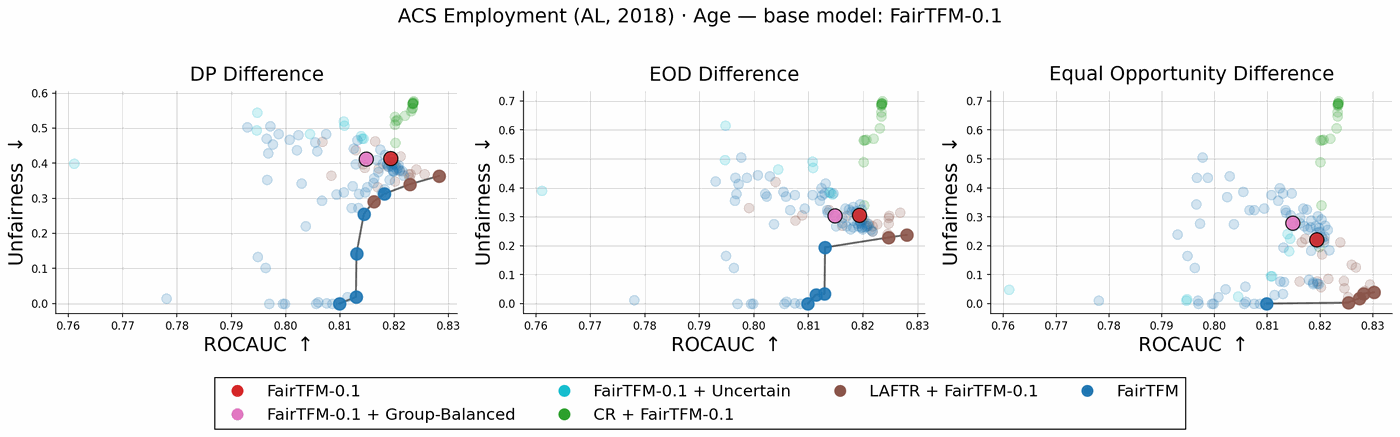 ACS Employment (AL, 2018) · Age — base model: FairTFM-0.1
DP Difference
EOD Difference
Equal Opportunity Difference
Unfairness ↓
0.6
0.5
0.4
0.3
0.2
0.1
0.0
0.76 0.77 0.78 0.79 0.80 0.81 0.82 0.83
ROCAUC ↑
Unfairness ↓
0.7
0.6
0.5
0.4
0.3
0.2
0.1
0.0
0.76 0.77 0.78 0.79 0.80 0.81 0.82 0.83
ROCAUC ↑
Unfairness ↓
0.7
0.6
0.5
0.4
0.3
0.2
0.1
0.0
0.76 0.77 0.78 0.79 0.80 0.81 0.82 0.83
ROCAUC ↑
FairTFM-0.1
FairTFM-0.1 + Group-Balanced
FairTFM-0.1 + Uncertain
CR + FairTFM-0.1
LAFTR + FairTFM-0.1
FairTFM